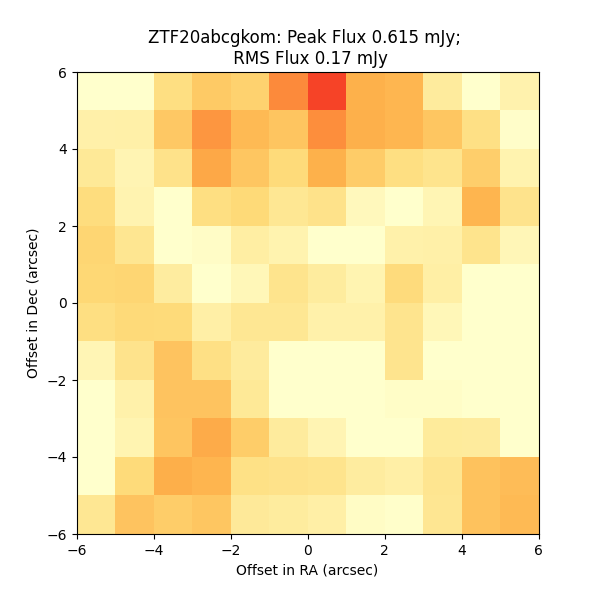 ZTF20abcgkom: Peak Flux 0.615 mJy;
RMS Flux 0.17 mJy
6
4
2
0
−2
−4
−6
Offset in Dec (arcsec)
−6 −4 −2 0 2 4 6
Offset in RA (arcsec)